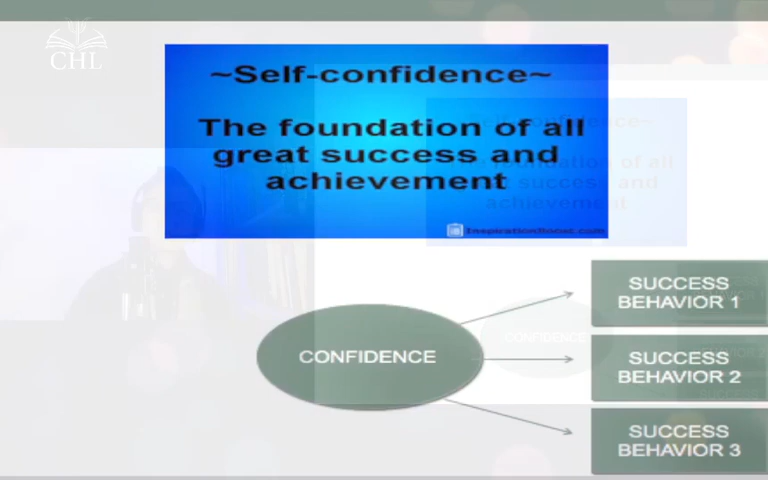 CHL
~Self-confidence~
The foundation of all
great success and
achievement
InspirationBoost.com
CONFIDENCE
SUCCESS
BEHAVIOR 1
SUCCESS
BEHAVIOR 2
SUCCESS
BEHAVIOR 3